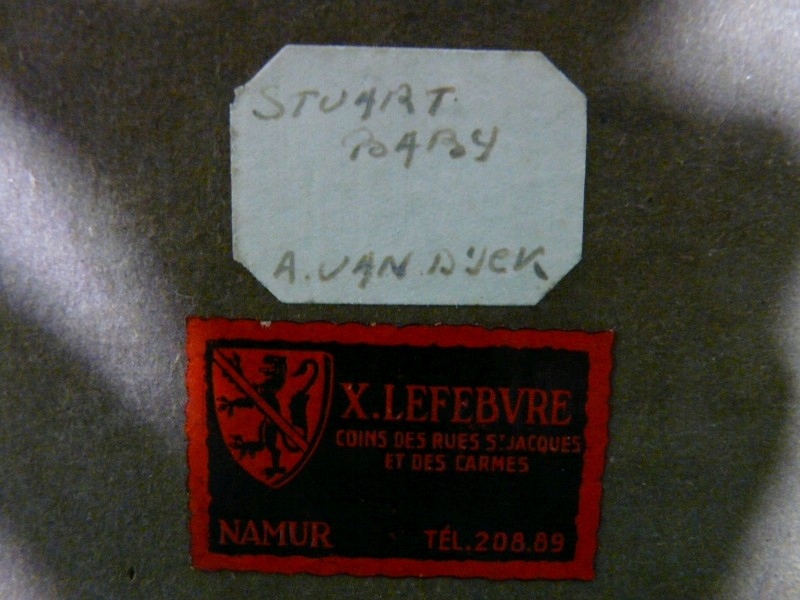 STUART.
BABY
A. VAN. DYCK
X. LEFEBVRE
COINS DES RUES ST JACQUES
ET DES CARMES
NAMUR TÉL. 208.89